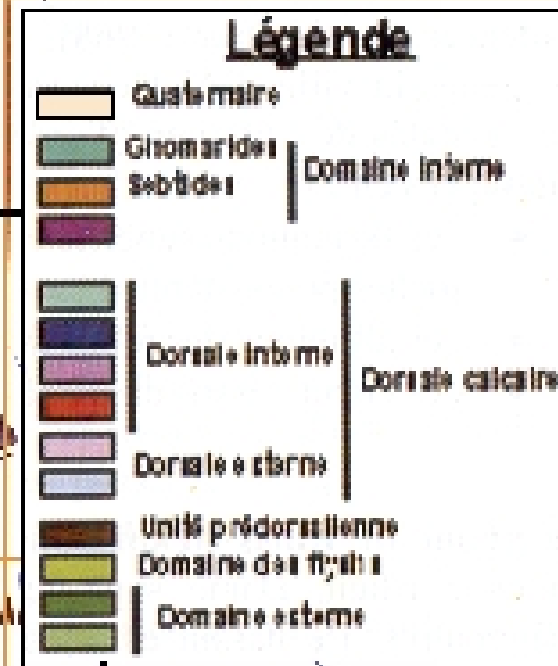 Légende
Quaternaire
Ghomarides
Sebtides
Domaine interne
Dorsale interne
Dorsale calcaire
Dorsale externe
Unité prédorsalienne
Domaine des flyschs
Domaine externe